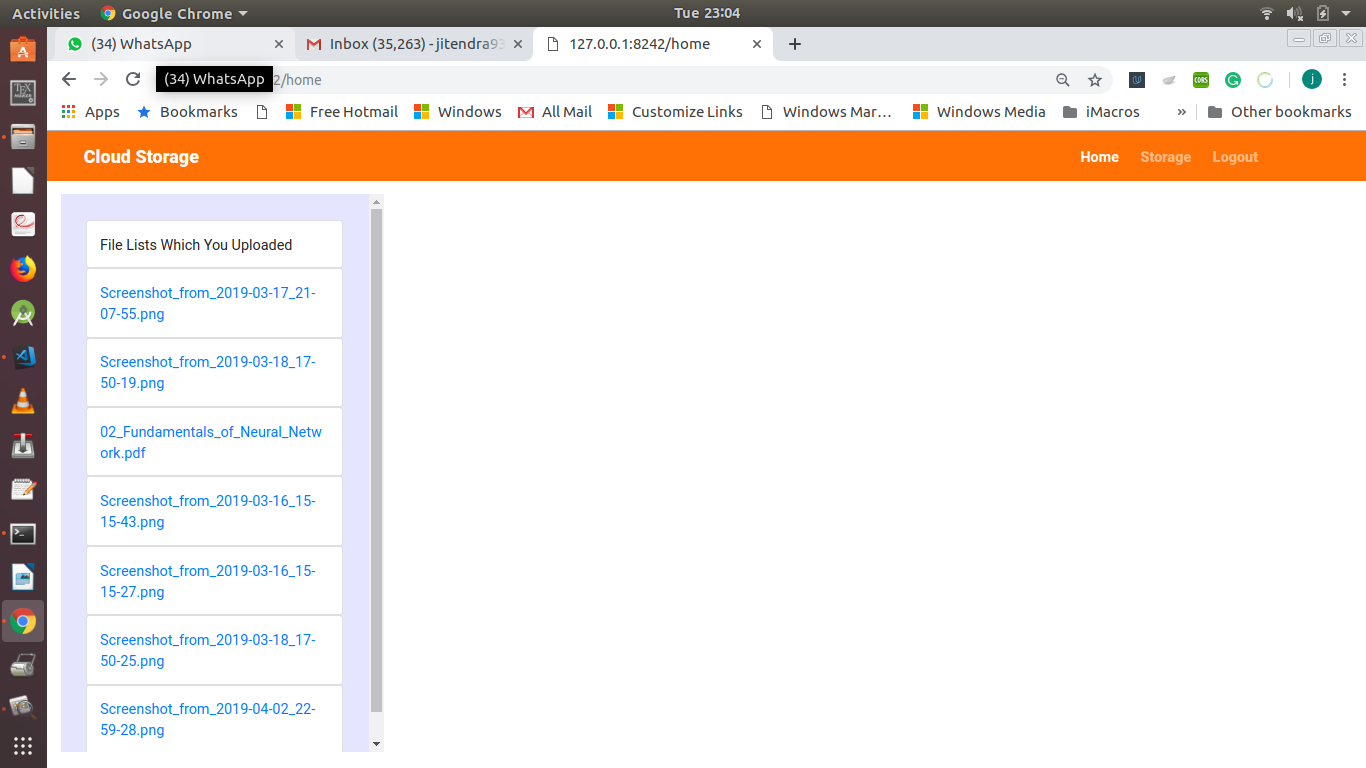 Activities Google Chrome Tue 23:04
(34) WhatsApp Inbox (35,263) - jitendra93 127.0.0.1:8242/home
(34) WhatsApp 2/home
j
Apps Bookmarks Free Hotmail Windows All Mail Customize Links Windows Mar… Windows Media iMacros » Other bookmarks
Cloud Storage Home Storage Logout
File Lists Which You Uploaded
Screenshot_from_2019-03-17_21-
07-55.png
Screenshot_from_2019-03-18_17-
50-19.png
02_Fundamentals_of_Neural_Netw
ork.pdf
Screenshot_from_2019-03-16_15-
15-43.png
Screenshot_from_2019-03-16_15-
15-27.png
Screenshot_from_2019-03-18_17-
50-25.png
Screenshot_from_2019-04-02_22-
59-28.png